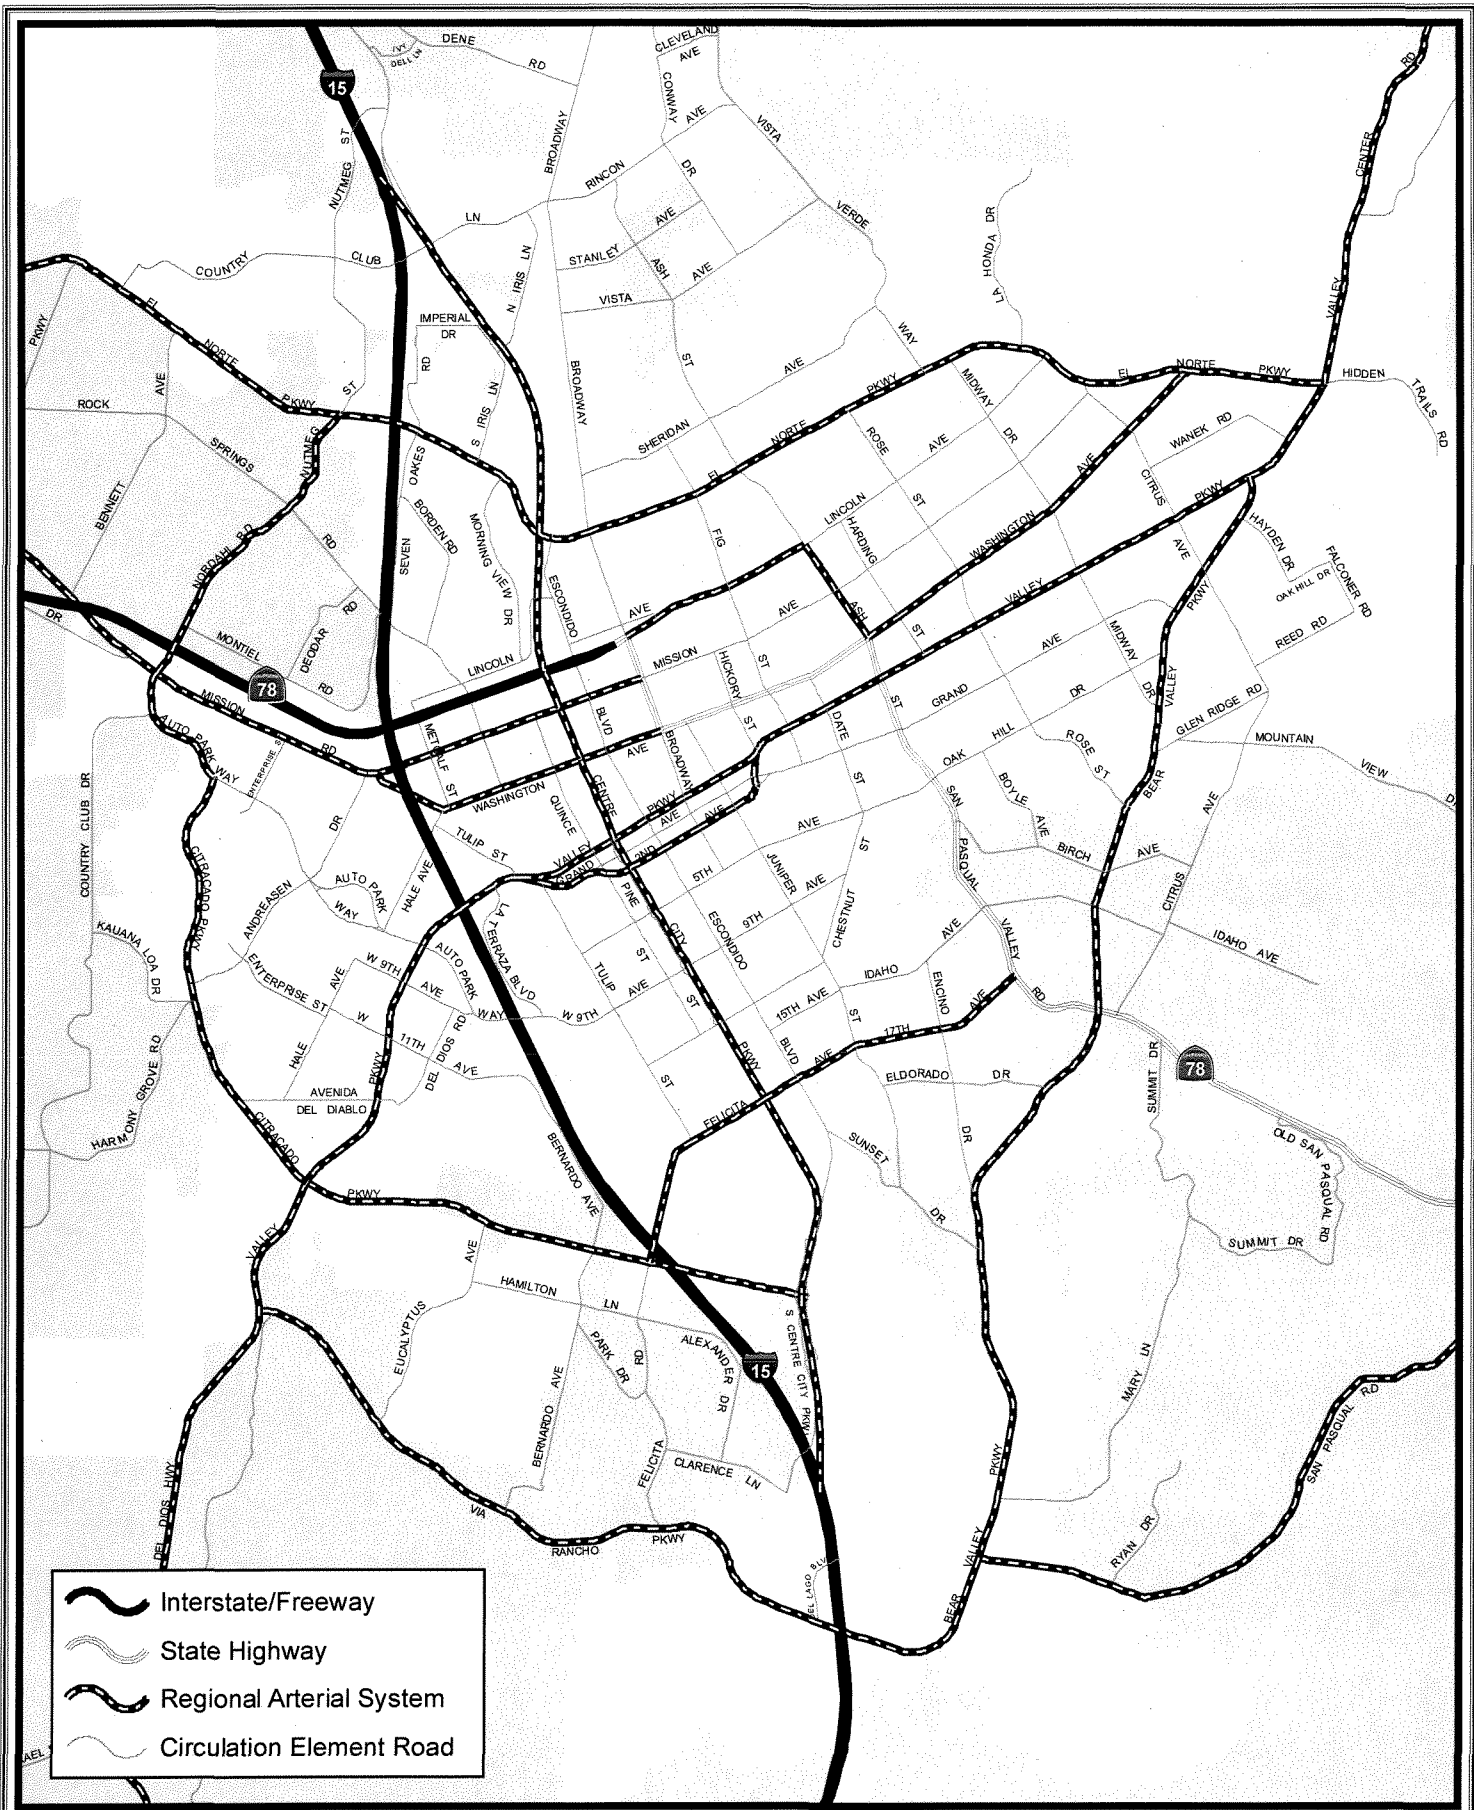 IVY
DELL LN
DENE
RD
CLEVELAND
AVE
15
CONWAY
AVE
VISTA
RD
CENTER
NUTMEG ST
BROADWAY
RINCON
DR
VERDE
LN
STANLEY
AVE
COUNTRY
CLUB
N IRIS LN
ASH
AVE
LA HONDA DR
VISTA
VALLEY
PKWY
EL
NORTE
IMPERIAL
DR
RD
ST
WAY
AVE
BROADWAY
PKWY
MIDWAY
EL
NORTE
PKWY
HIDDEN
TRAILS
RD
AVE
ST
PKWY
S IRIS LN
ROCK
SPRINGS
NUTMEG
SHERIDAN
NORTE
ROSE
AVE
DR
WANEK RD
EL
AVE
CITRUS
OAKES
BENNETT
BORDEN RD
MORNING
VIEW DR
FIG
LINCOLN
ST
PKWY
HARDING
WASHINGTON
HAYDEN DR
RD
NORDAHL RD
SEVEN
AVE
FALCONER RD
OAK HILL DR
ESCONDIDO
VALLEY
PKWY
RD
AVE
AVE
ASH
ST
REED RD
DR
MONTIEL
DEODAR
RD
LINCOLN
MISSION
HICKORY
ST
AVE
MIDWAY
DR
78
MISSION
RD
BLVD
ST
GRAND
DR
VALLEY
GLEN RIDGE RD
AUTO PARK
WAY
METCALF
ST
AVE
BROADWAY
DATE
ST
HILL
OAK
ROSE ST
MOUNTAIN
VIEW
ENTERPRISE ST
WASHINGTON
CENTRE
PKWY
ST
BOYLE
AVE
BEAR
COUNTRY CLUB DR
DR
TULIP ST
QUINCE
AVE
AVE
AVE
SAN
PASQUAL
BIRCH
AVE
AVE
CITRACADO PKWY
VALLEY
GRAND
2ND
5TH
JUNIPER
AVE
ST
CITRUS
ANDREASEN
AUTO PARK
WAY
HALE AVE
PINE
9TH
CHESTNUT
KAUANA
LOA DR
LA TERRAZA BLVD
CITY
ESCONDIDO
AVE
VALLEY
IDAHO AVE
ENTERPRISE ST
AVE
W 9TH
AVE
AUTO PARK
WAY
TULIP
ST
AVE
ST
IDAHO
ENCINO
AVE
RD
W
11TH
AVE
W 9TH
15TH AVE
ST
17TH
HALE
DEL DIOS RD
PKWY
BLVD
AVE
HARMONY GROVE RD
PKWY
AVENIDA
DEL DIABLO
ST
ELDORADO
DR
SUMMIT DR
78
CITRACADO
FELICITA
DR
BERNARDO AVE
SUNSET
DR
OLD SAN PASQUAL RD
PKWY
VALLEY
AVE
SUMMIT DR
HAMILTON
LN
EUCALYPTUS
PARK DR
RD
ALEXANDER
DR
15
S CENTRE CITY PKWY
MARY LN
BERNARDO AVE
RD
SAN PASQUAL
FELICITA
CLARENCE
LN
PKWY
DEL DIOS HWY
VIA
RANCHO
PKWY
VALLEY
RYAN DR
BEAR
Interstate/Freeway
State Highway
Regional Arterial System
Circulation Element Road